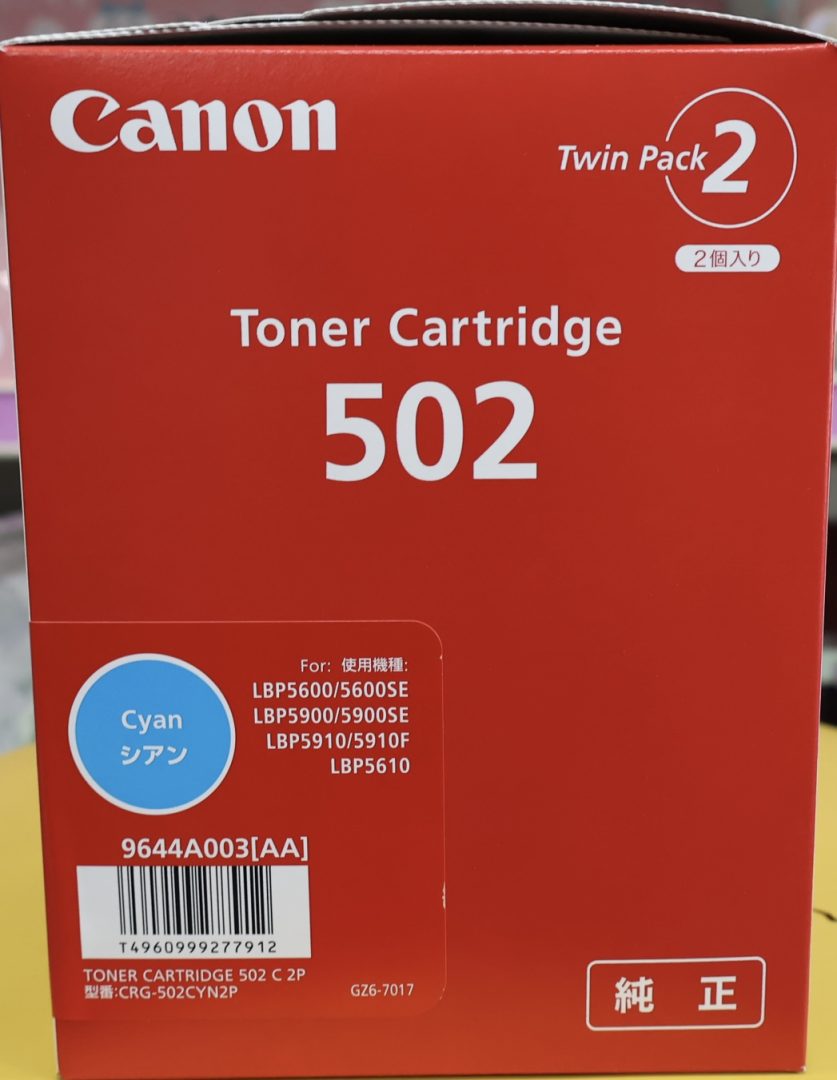 Canon
Twin Pack 2
2個入り
Toner Cartridge
502
Cyan
シアン
For: 使用機種:
LBP5600/5600SE
LBP5900/5900SE
LBP5910/5910F
LBP5610
9644A003[AA]
T4960999277912
TONER CARTRIDGE 502 C 2P
型番:CRG-502CYN2P
GZ6-7017
純 正